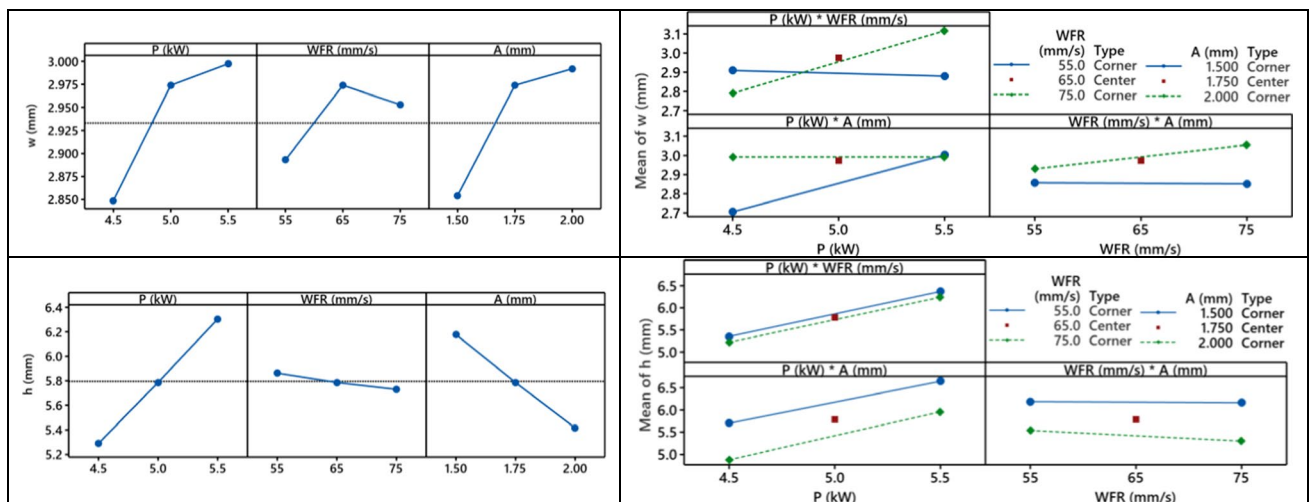 P (kW) WFR (mm/s) A (mm)
w (mm)
3.000
2.975
2.950
2.925
2.900
2.875
2.850
4.5 5.0 5.5 55 65 75 1.50 1.75 2.00
P (kW) * WFR (mm/s)
3.1
3.0
2.9
2.8
2.7
WFR
(mm/s) Type
55.0 Corner
65.0 Center
75.0 Corner
A (mm) Type
1.500 Corner
1.750 Center
2.000 Corner
P (kW) * A (mm) WFR (mm/s) * A (mm)
Mean of w (mm)
3.1
3.0
2.9
2.8
2.7
4.5 5.0 5.5 55 65 75
P (kW) WFR (mm/s)
P (kW) WFR (mm/s) A (mm)
h (mm)
6.4
6.2
6.0
5.8
5.6
5.4
5.2
4.5 5.0 5.5 55 65 75 1.50 1.75 2.00
P (kW) * WFR (mm/s)
6.5
6.0
5.5
5.0
WFR
(mm/s) Type
55.0 Corner
65.0 Center
75.0 Corner
A (mm) Type
1.500 Corner
1.750 Center
2.000 Corner
P (kW) * A (mm) WFR (mm/s) * A (mm)
Mean of h (mm)
6.5
6.0
5.5
5.0
4.5 5.0 5.5 55 65 75
P (kW) WFR (mm/s)